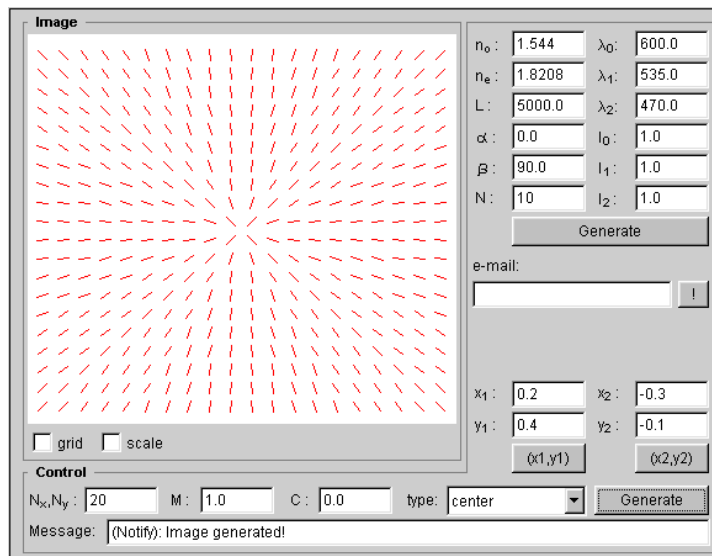 Image
grid
scale
n₀ : 1.544
λ₀: 600.0
nₑ : 1.8208
λ₁: 535.0
L : 5000.0
λ₂: 470.0
α : 0.0
I₀ : 1.0
β : 90.0
I₁ : 1.0
N : 10
I₂ : 1.0
Generate
e-mail:
!
x₁ : 0.2
x₂ : -0.3
y₁ : 0.4
y₂ : -0.1
(x1,y1)
(x2,y2)
Control
Nₓ,Nᵧ : 20
M : 1.0
C : 0.0
type: center
Generate
Message: (Notify): Image generated!